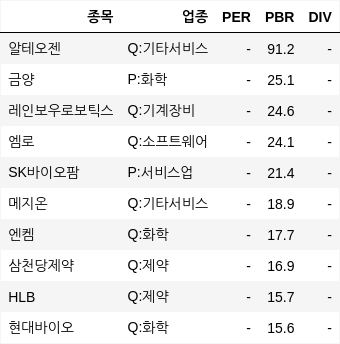 종목 업종 PER PBR DIV
알테오젠 Q:기타서비스 - 91.2 -
금양 P:화학 - 25.1 -
레인보우로보틱스 Q:기계장비 - 24.6 -
엠로 Q:소프트웨어 - 24.1 -
SK바이오팜 P:서비스업 - 21.4 -
메지온 Q:기타서비스 - 18.9 -
엔켐 Q:화학 - 17.7 -
삼천당제약 Q:제약 - 16.9 -
HLB Q:제약 - 15.7 -
현대바이오 Q:화학 - 15.6 -